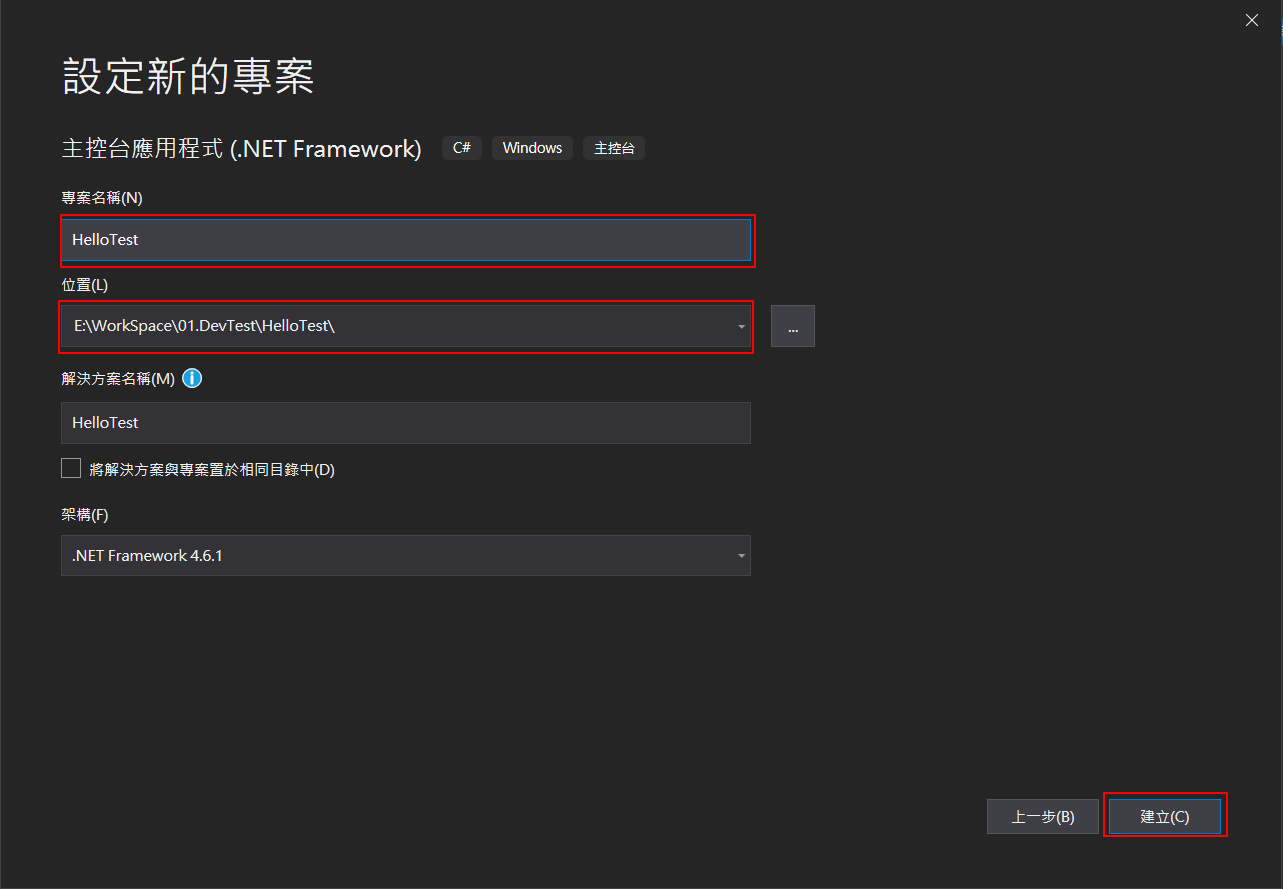 設定新的專案
主控台應用程式 (.NET Framework) C# Windows 主控台
專案名稱(N)
HelloTest
位置(L)
E:\WorkSpace\01.DevTest\HelloTest\
...
解決方案名稱(M)
HelloTest
將解決方案與專案置於相同目錄中(D)
架構(F)
.NET Framework 4.6.1
上一步(B) 建立(C)